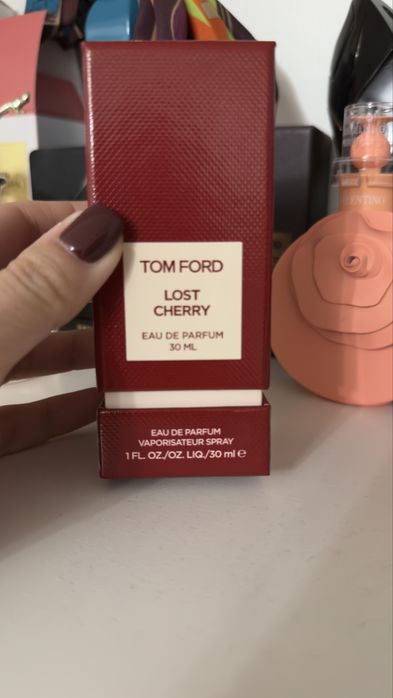 TOM FORD
LOST
CHERRY
EAU DE PARFUM
30 ML
EAU DE PARFUM
VAPORISATEUR SPRAY
1 FL. OZ./OZ. LIQ./30 ml e